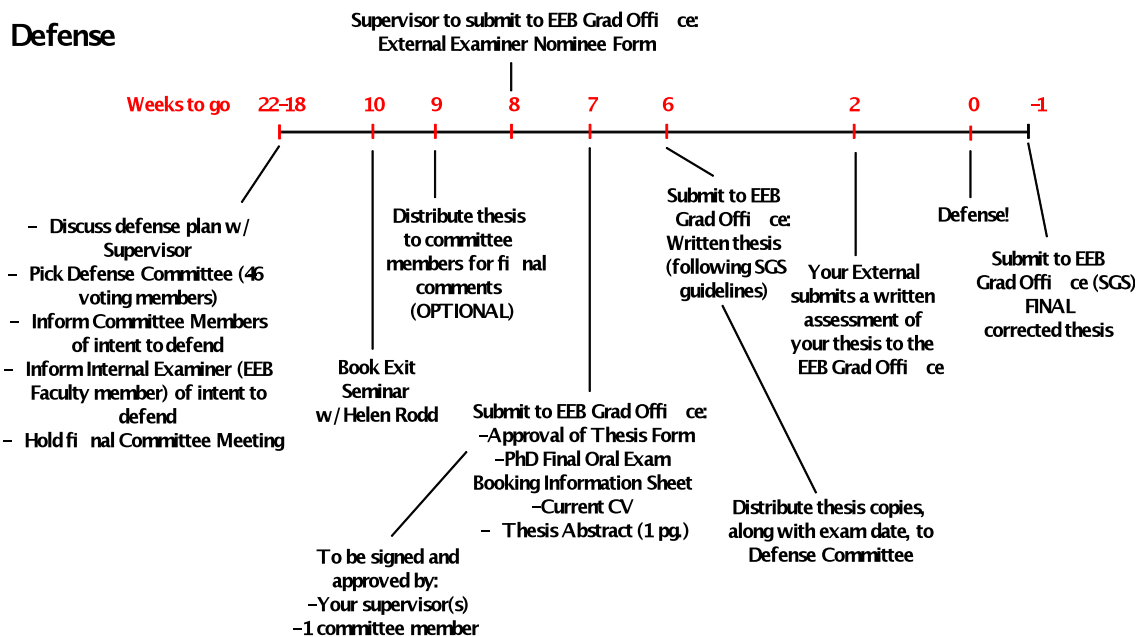 Defense
Supervisor to submit to EEB Grad Offi ce:
External Examiner Nominee Form
Weeks to go 22-18 10 9 8 7 6 2 0 -1
- Discuss defense plan w/
Supervisor
- Pick Defense Committee (46
voting members)
- Inform Committee Members
of intent to defend
- Inform Internal Examiner (EEB
Faculty member) of intent to
defend
- Hold fi nal Committee Meeting
Book Exit
Seminar
w/ Helen Rodd
Distribute thesis
to committee
members for fi nal
comments
(OPTIONAL)
Submit to EEB Grad Offi ce:
-Approval of Thesis Form
-PhD Final Oral Exam
Booking Information Sheet
-Current CV
- Thesis Abstract (1 pg.)
To be signed and
approved by:
-Your supervisor(s)
-1 committee member
Submit to EEB
Grad Offi ce:
Written thesis
(following SGS
guidelines)
Distribute thesis copies,
along with exam date, to
Defense Committee
Your External
submits a written
assessment of
your thesis to the
EEB Grad Offi ce
Defense!
Submit to EEB
Grad Offi ce (SGS)
FINAL
corrected thesis